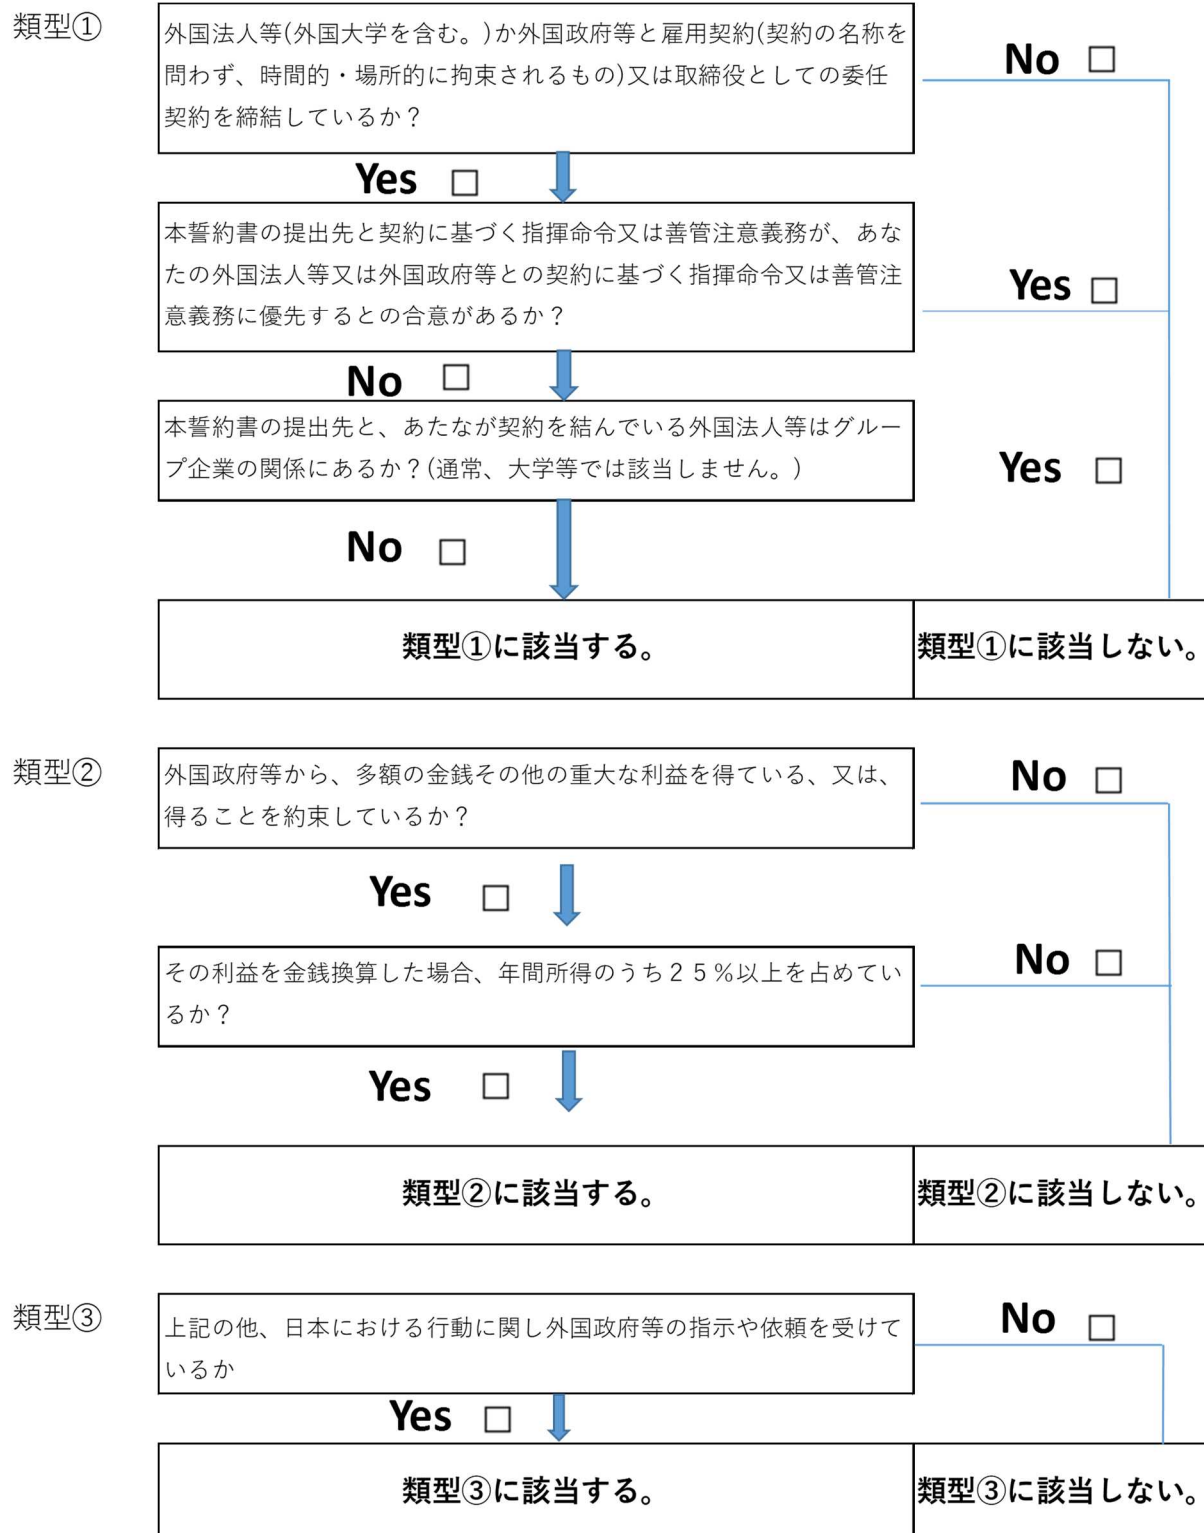 類型①
外国法人等(外国大学を含む。)か外国政府等と雇用契約(契約の名称を
問わず、時間的・場所的に拘束されるもの)又は取締役としての委任
契約を締結しているか？
No □
Yes □
本誓約書の提出先と契約に基づく指揮命令又は善管注意義務が、あな
たの外国法人等又は外国政府等との契約に基づく指揮命令又は善管注
意義務に優先するとの合意があるか？
Yes □
No □
本誓約書の提出先と、あたなが契約を結んでいる外国法人等はグルー
プ企業の関係にあるか？(通常、大学等では該当しません。)
Yes □
No □
類型①に該当する。
類型①に該当しない。
類型②
外国政府等から、多額の金銭その他の重大な利益を得ている、又は、
得ることを約束しているか？
No □
Yes □
その利益を金銭換算した場合、年間所得のうち２５%以上を占めてい
るか？
No □
Yes □
類型②に該当する。
類型②に該当しない。
類型③
上記の他、日本における行動に関し外国政府等の指示や依頼を受けて
いるか
No □
Yes □
類型③に該当する。
類型③に該当しない。